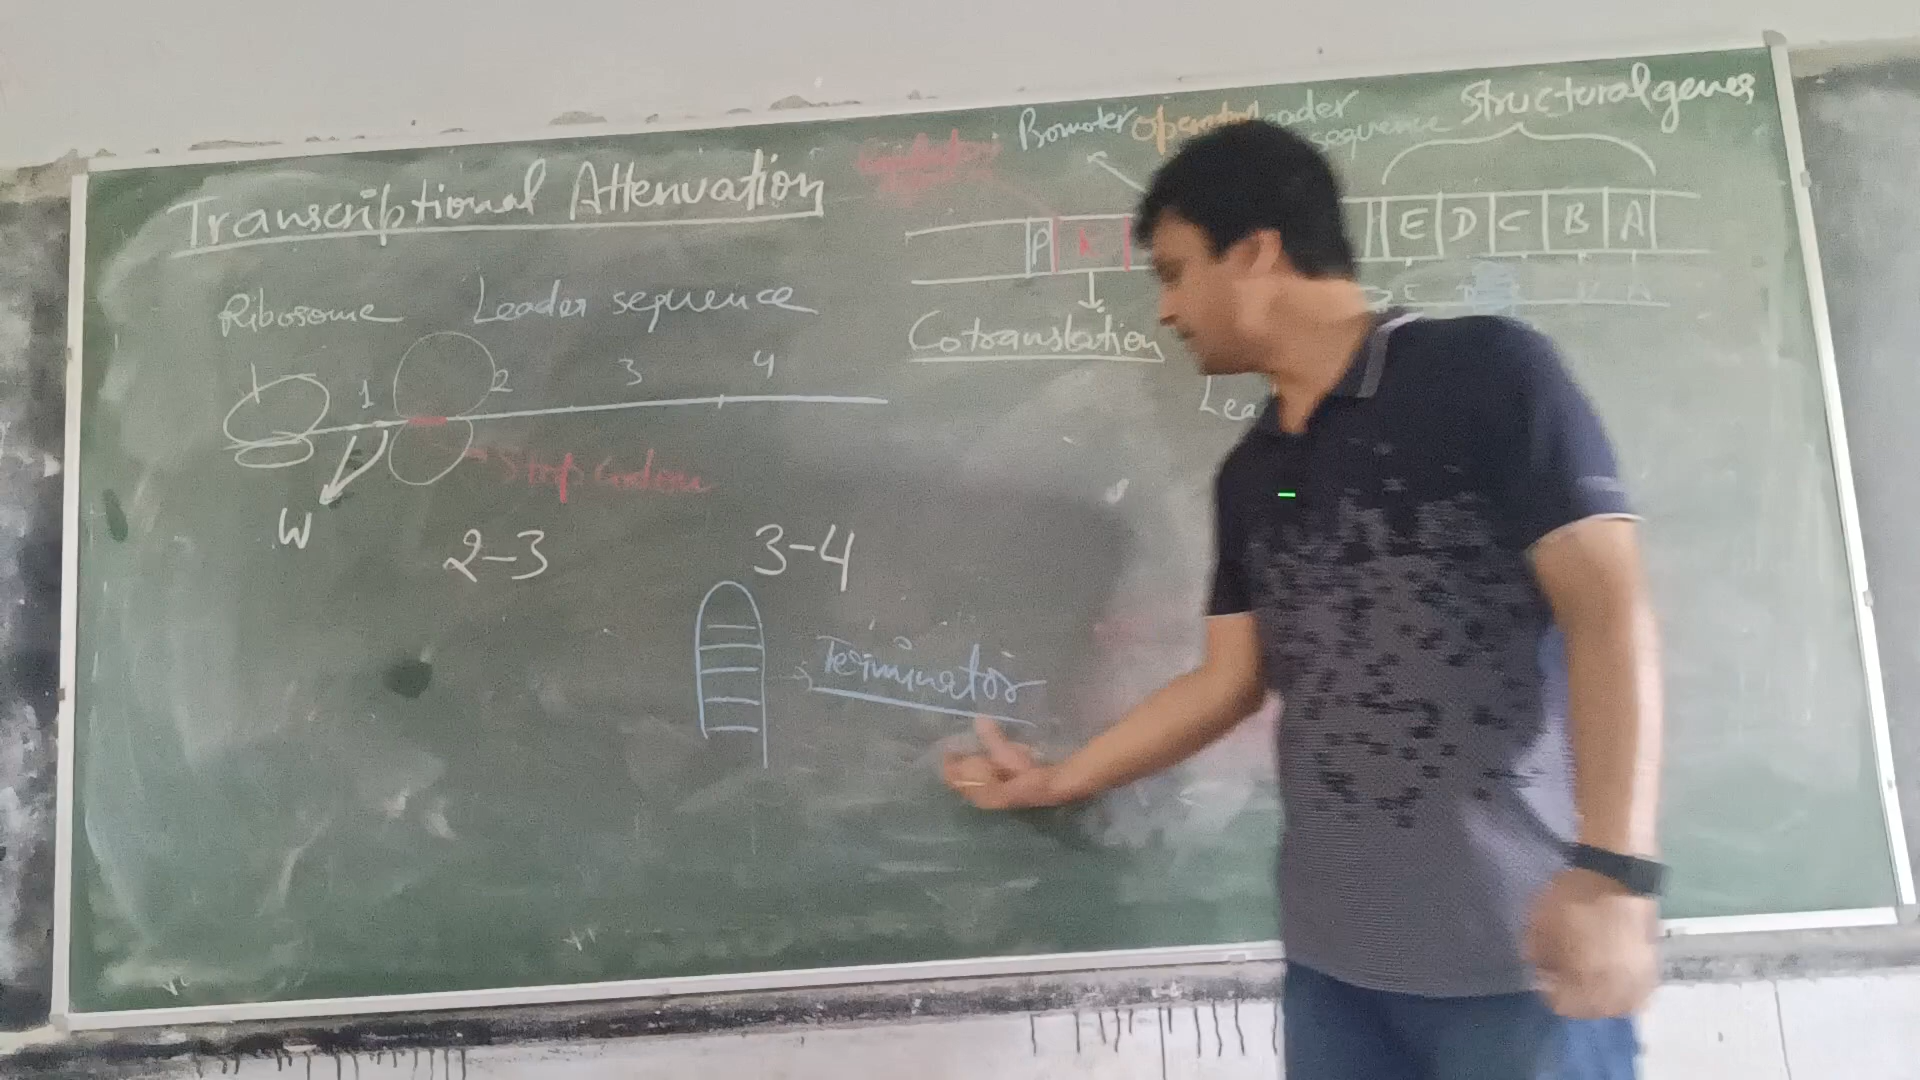 Transcriptional Attenuation
Promoter
Leader
sequence
Structural genes
P
E D C B A
Ribosome Leader sequence
Cotranslation
1 2 3 4
Lea
Stop Codon
W
2-3 3-4
Terminator